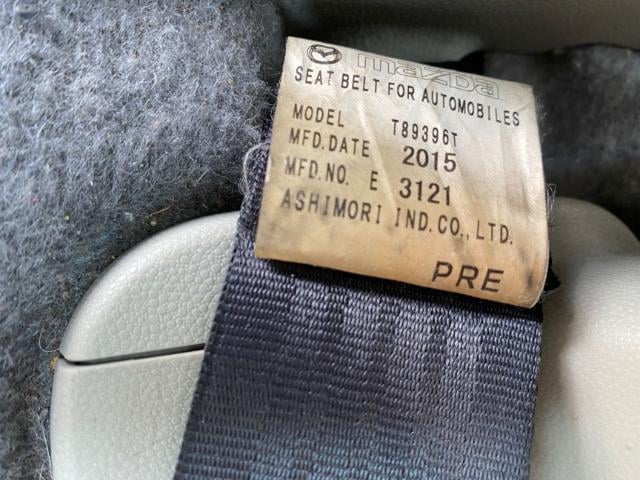 mazda
SEAT BELT FOR AUTOMOBILES
MODEL T89396T
MFD.DATE 2015
MFD.NO. E 3121
ASHIMORI IND.CO.,LTD.
PRE